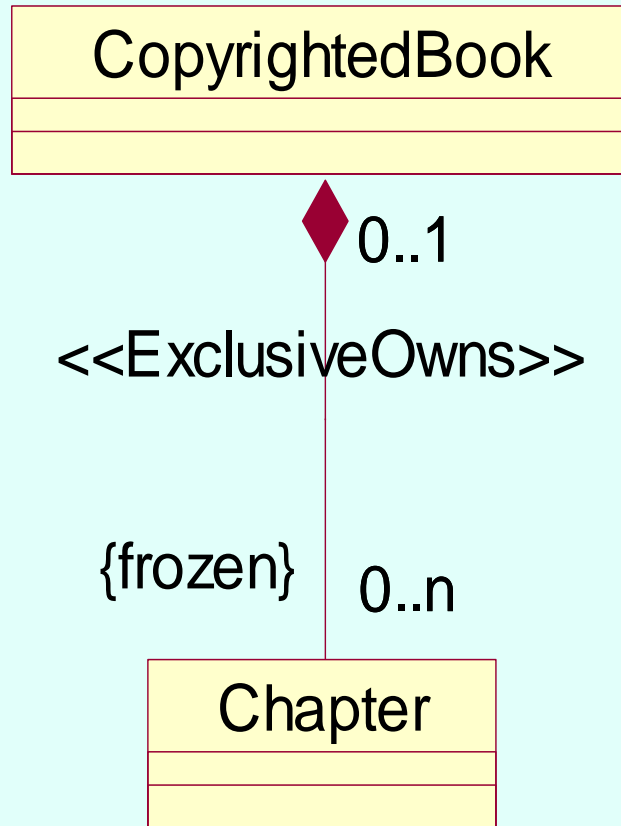 CopyrightedBook
0..1
<<ExclusiveOwns>>
{frozen}
0..n
Chapter